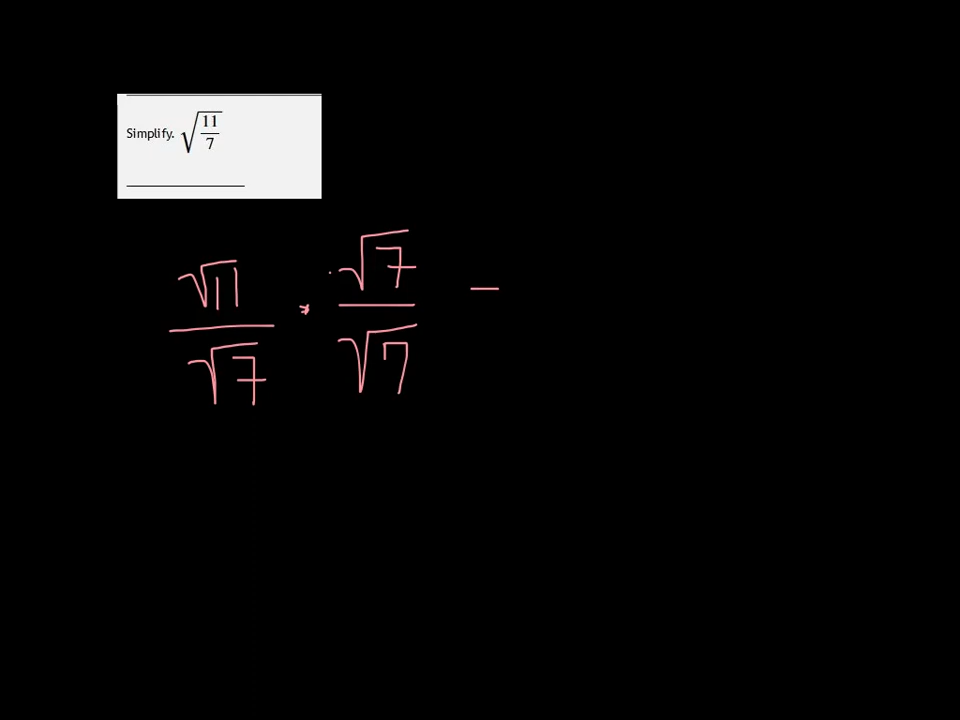 Simplify. √(11/7)
√11/√7 · √7/√7 –